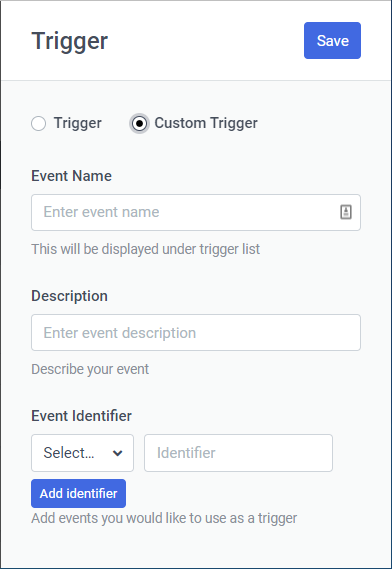 Trigger
Save
Trigger
Custom Trigger
Event Name
Enter event name
This will be displayed under trigger list
Description
Enter event description
Describe your event
Event Identifier
Select...
Identifier
Add identifier
Add events you would like to use as a trigger